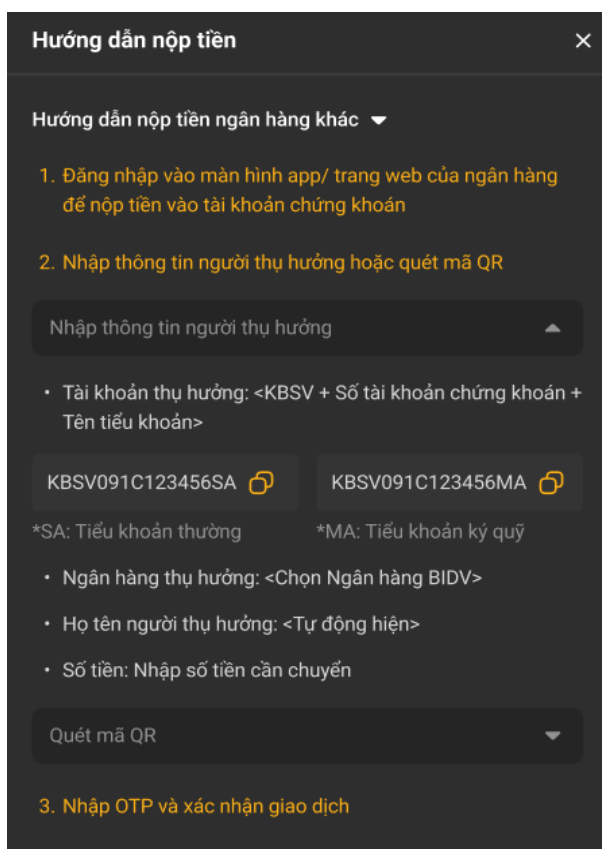 Hướng dẫn nộp tiền
Hướng dẫn nộp tiền ngân hàng khác
1. Đăng nhập vào màn hình app/ trang web của ngân hàng
để nộp tiền vào tài khoản chứng khoán
2. Nhập thông tin người thụ hưởng hoặc quét mã QR
Nhập thông tin người thụ hưởng
• Tài khoản thụ hưởng: <KBSV + Số tài khoản chứng khoán +
Tên tiểu khoản>
KBSV091C123456SA KBSV091C123456MA
*SA: Tiểu khoản thường *MA: Tiểu khoản ký quỹ
• Ngân hàng thụ hưởng: <Chọn Ngân hàng BIDV>
• Họ tên người thụ hưởng: <Tự động hiện>
• Số tiền: Nhập số tiền cần chuyển
Quét mã QR
3. Nhập OTP và xác nhận giao dịch